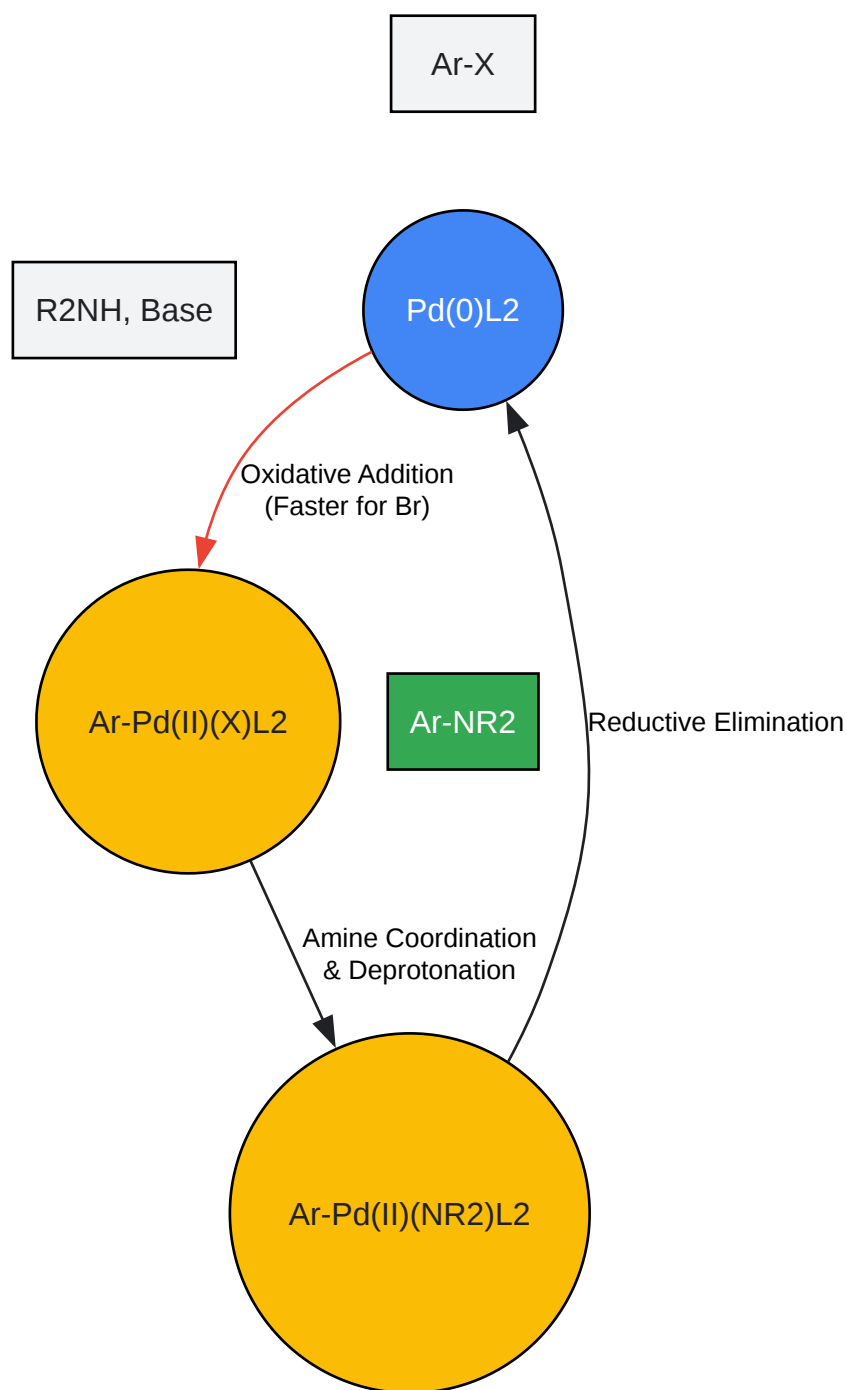 Ar-X
Pd(0)L2
R2NH, Base
Oxidative Addition
(Faster for Br)
Ar-Pd(II)(X)L2
Ar-NR2
Reductive Elimination
Amine Coordination
& Deprotonation
Ar-Pd(II)(NR2)L2